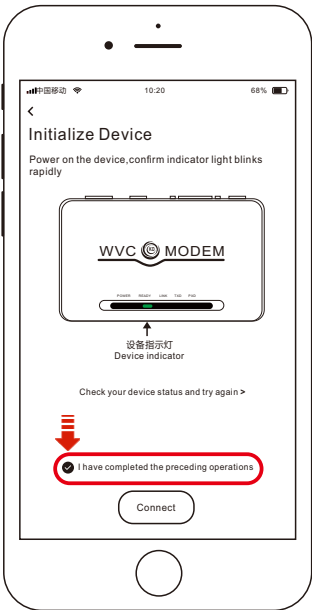 中国移动 10:20 68%
<
Initialize Device
Power on the device,confirm indicator light blinks
rapidly
WVC MODEM
POWER READY LINK TXD PXD
设备指示灯
Device indicator
Check your device status and try again >
I have completed the preceding operations
Connect